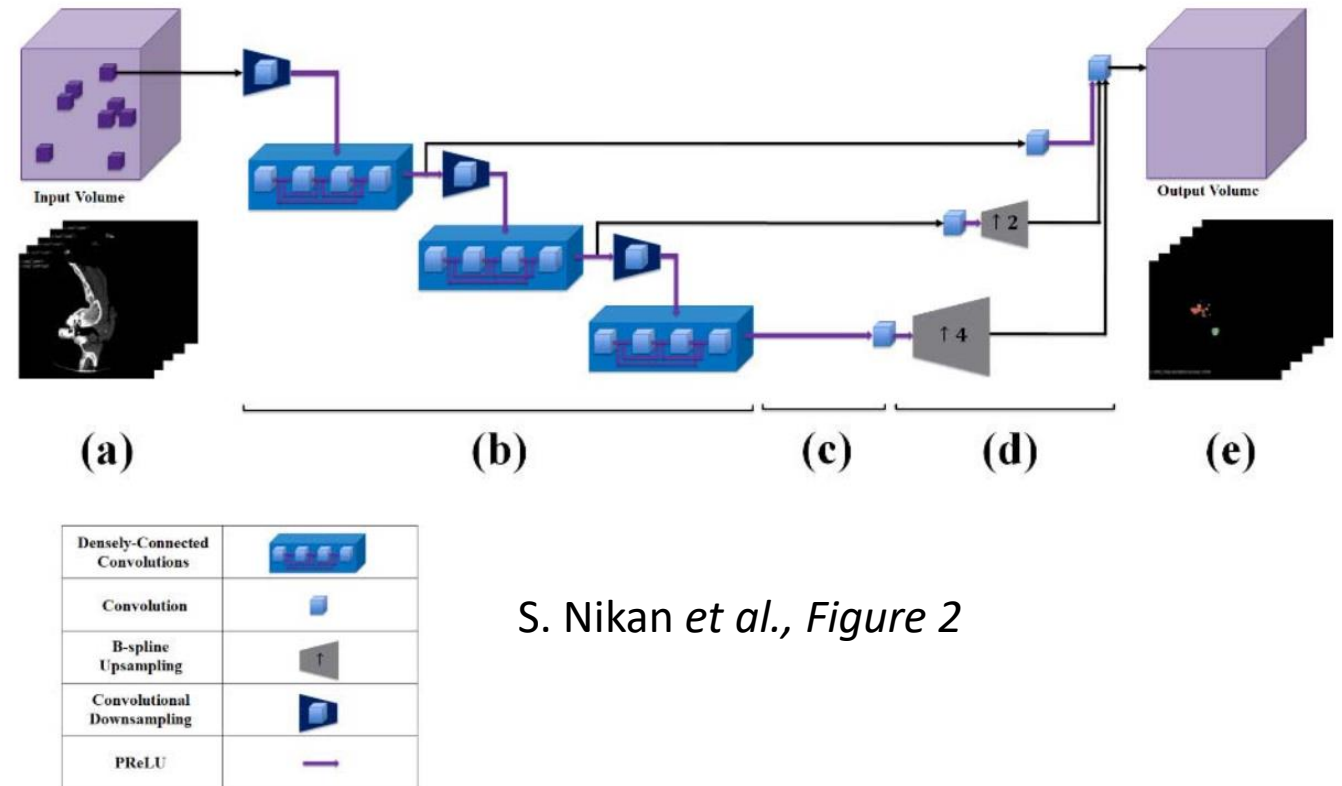 Input Volume
Output Volume
↑ 2
↑ 4
(a)
(b)
(c)
(d)
(e)
Densely-Connected
Convolutions
Convolution
B-spline
Upsampling
↑
Convolutional
Downsampling
PReLU
S. Nikan et al., Figure 2